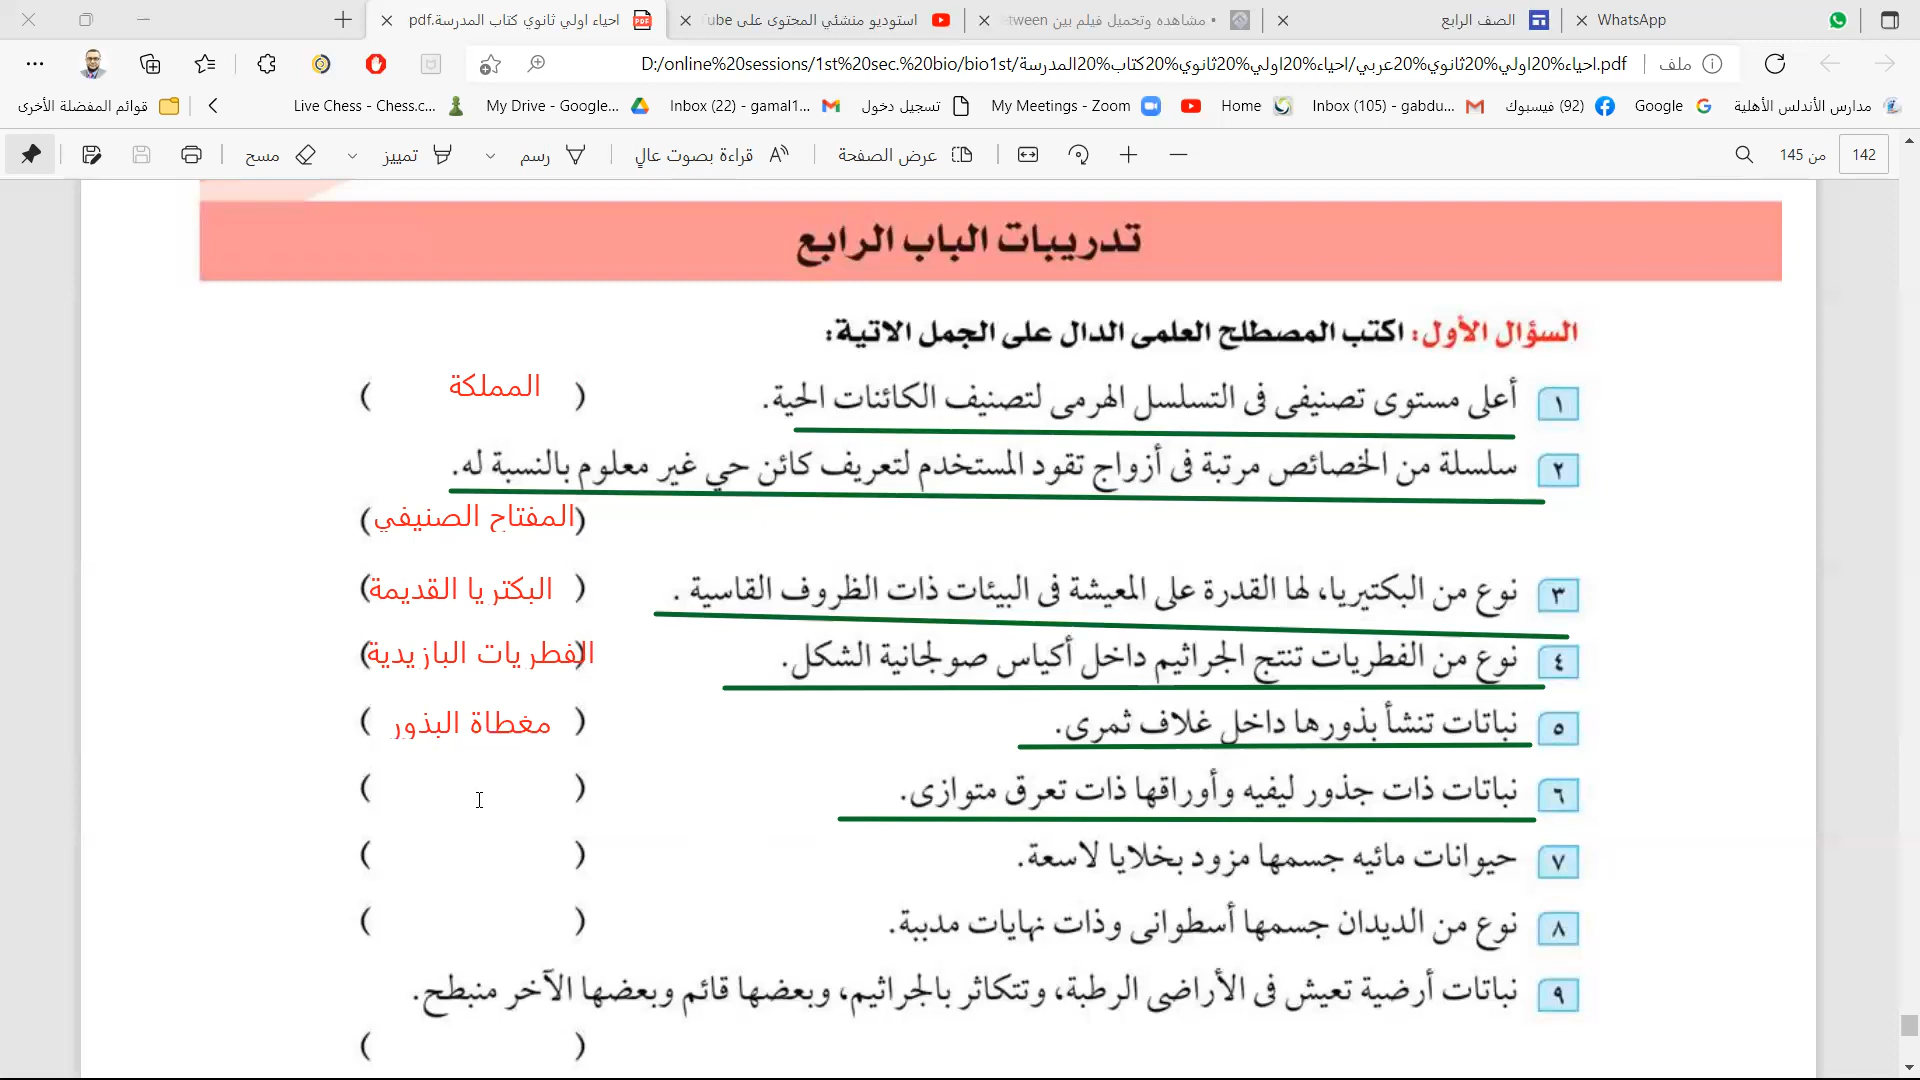 احياء اولي ثانوي كتاب المدرسة.pdf
استوديو منشئي المحتوى على
مشاهده وتحميل فيلم بين
الصف الرابع
WhatsApp
D:/online%20sessions/1st%20sec.%20bio/bio1st/احياء%20اولي%20ثانوي%20عربي/احياء%20اولي%20ثانوي%20كتاب%20المدرسة.pdf
ملف
مدارس الأندلس الأهلية
Google
فيسبوك (92)
Inbox (105) - gabdu...
Home
My Meetings - Zoom
تسجيل دخول
Inbox (22) - gamal1...
My Drive - Google...
Live Chess - Chess.c...
قوائم المفضلة الأخرى
142
من 145
عرض الصفحة
قراءة بصوت عالٍ
رسم
تمييز
مسح
تدريبات الباب الرابع
السؤال الأول: اكتب المصطلح العلمى الدال على الجمل الاتية:
١ أعلى مستوى تصنيفى فى التسلسل الهرمى لتصنيف الكائنات الحية. ( المملكة )
٢ سلسلة من الخصائص مرتبة فى أزواج تقود المستخدم لتعريف كائن حي غير معلوم بالنسبة له.
(المفتاح الصنيفي)
٣ نوع من البكتيريا، لها القدرة على المعيشة فى البيئات ذات الظروف القاسية . ( البكتريا القديمة)
٤ نوع من الفطريات تنتج الجراثيم داخل أكياس صولجانية الشكل. (الفطريات البازيدية)
٥ نباتات تنشأ بذورها داخل غلاف ثمرى. ( مغطاة البذور )
٦ نباتات ذات جذور ليفيه وأوراقها ذات تعرق متوازى. ( )
٧ حيوانات مائيه جسمها مزود بخلايا لاسعة. ( )
٨ نوع من الديدان جسمها أسطوانى وذات نهايات مدببة. ( )
٩ نباتات أرضية تعيش فى الأراضى الرطبة، وتتكاثر بالجراثيم، وبعضها قائم وبعضها الآخر منبطح.
( )